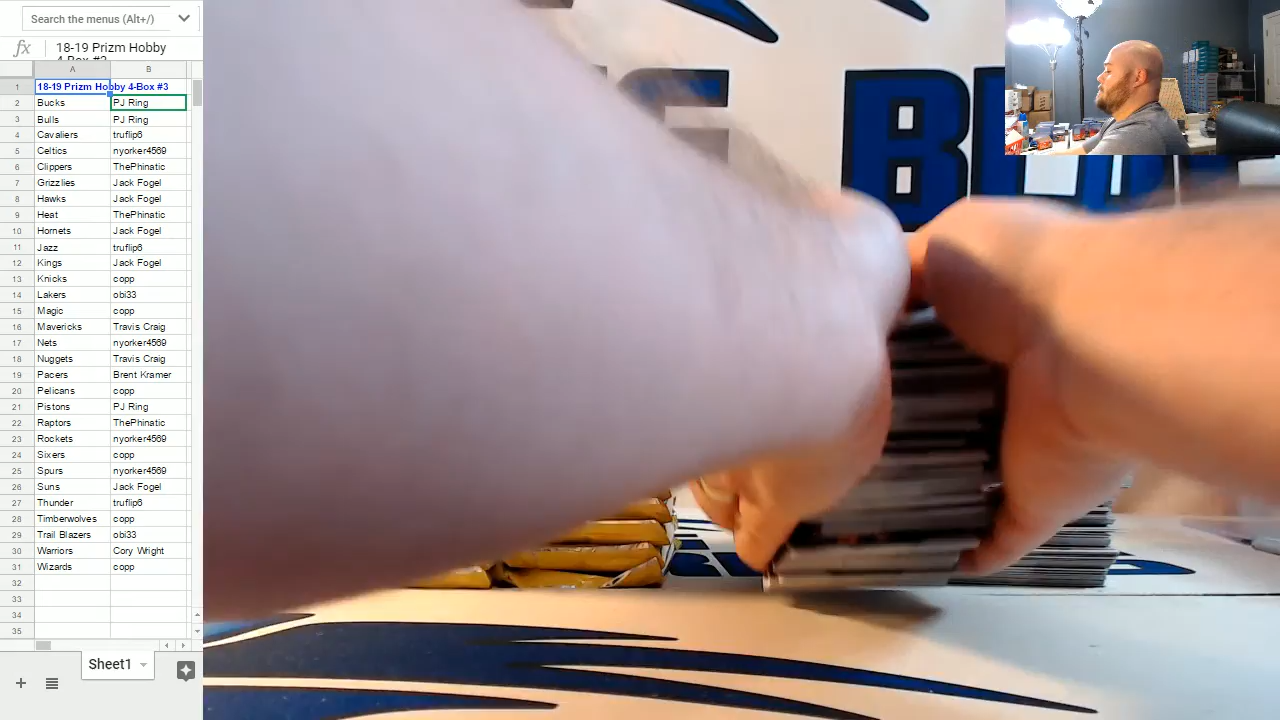 Search the menus (Alt+/)
fx 18-19 Prizm Hobby
A B
1 18-19 Prizm Hobby 4-Box #3
2 Bucks PJ Ring
3 Bulls PJ Ring
4 Cavaliers truflip6
5 Celtics nyorker4569
6 Clippers ThePhinatic
7 Grizzlies Jack Fogel
8 Hawks Jack Fogel
9 Heat ThePhinatic
10 Hornets Jack Fogel
11 Jazz truflip6
12 Kings Jack Fogel
13 Knicks copp
14 Lakers obi33
15 Magic copp
16 Mavericks Travis Craig
17 Nets nyorker4569
18 Nuggets Travis Craig
19 Pacers Brent Kramer
20 Pelicans copp
21 Pistons PJ Ring
22 Raptors ThePhinatic
23 Rockets nyorker4569
24 Sixers copp
25 Spurs nyorker4569
26 Suns Jack Fogel
27 Thunder truflip6
28 Timberwolves copp
29 Trail Blazers obi33
30 Warriors Cory Wright
31 Wizards copp
32
33
34
35
+ Sheet1